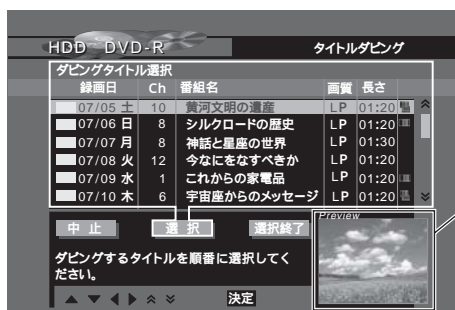 HDD DVD-R タイトルダビング
ダビングタイトル選択
録画日 Ch 番組名 画質 長さ
07/05 土 10 黄河文明の遺産 LP 01:20
07/06 日 8 シルクロードの歴史 LP 01:20
07/07 月 8 神話と星座の世界 LP 01:30
07/08 火 12 今なにをなすべきか LP 01:20
07/09 水 1 これからの家電品 LP 01:20
07/10 木 6 宇宙座からのメッセージ LP 01:20
中止 選択 選択終了
Preview
ダビングするタイトルを順番に選択してく
ださい。
決定